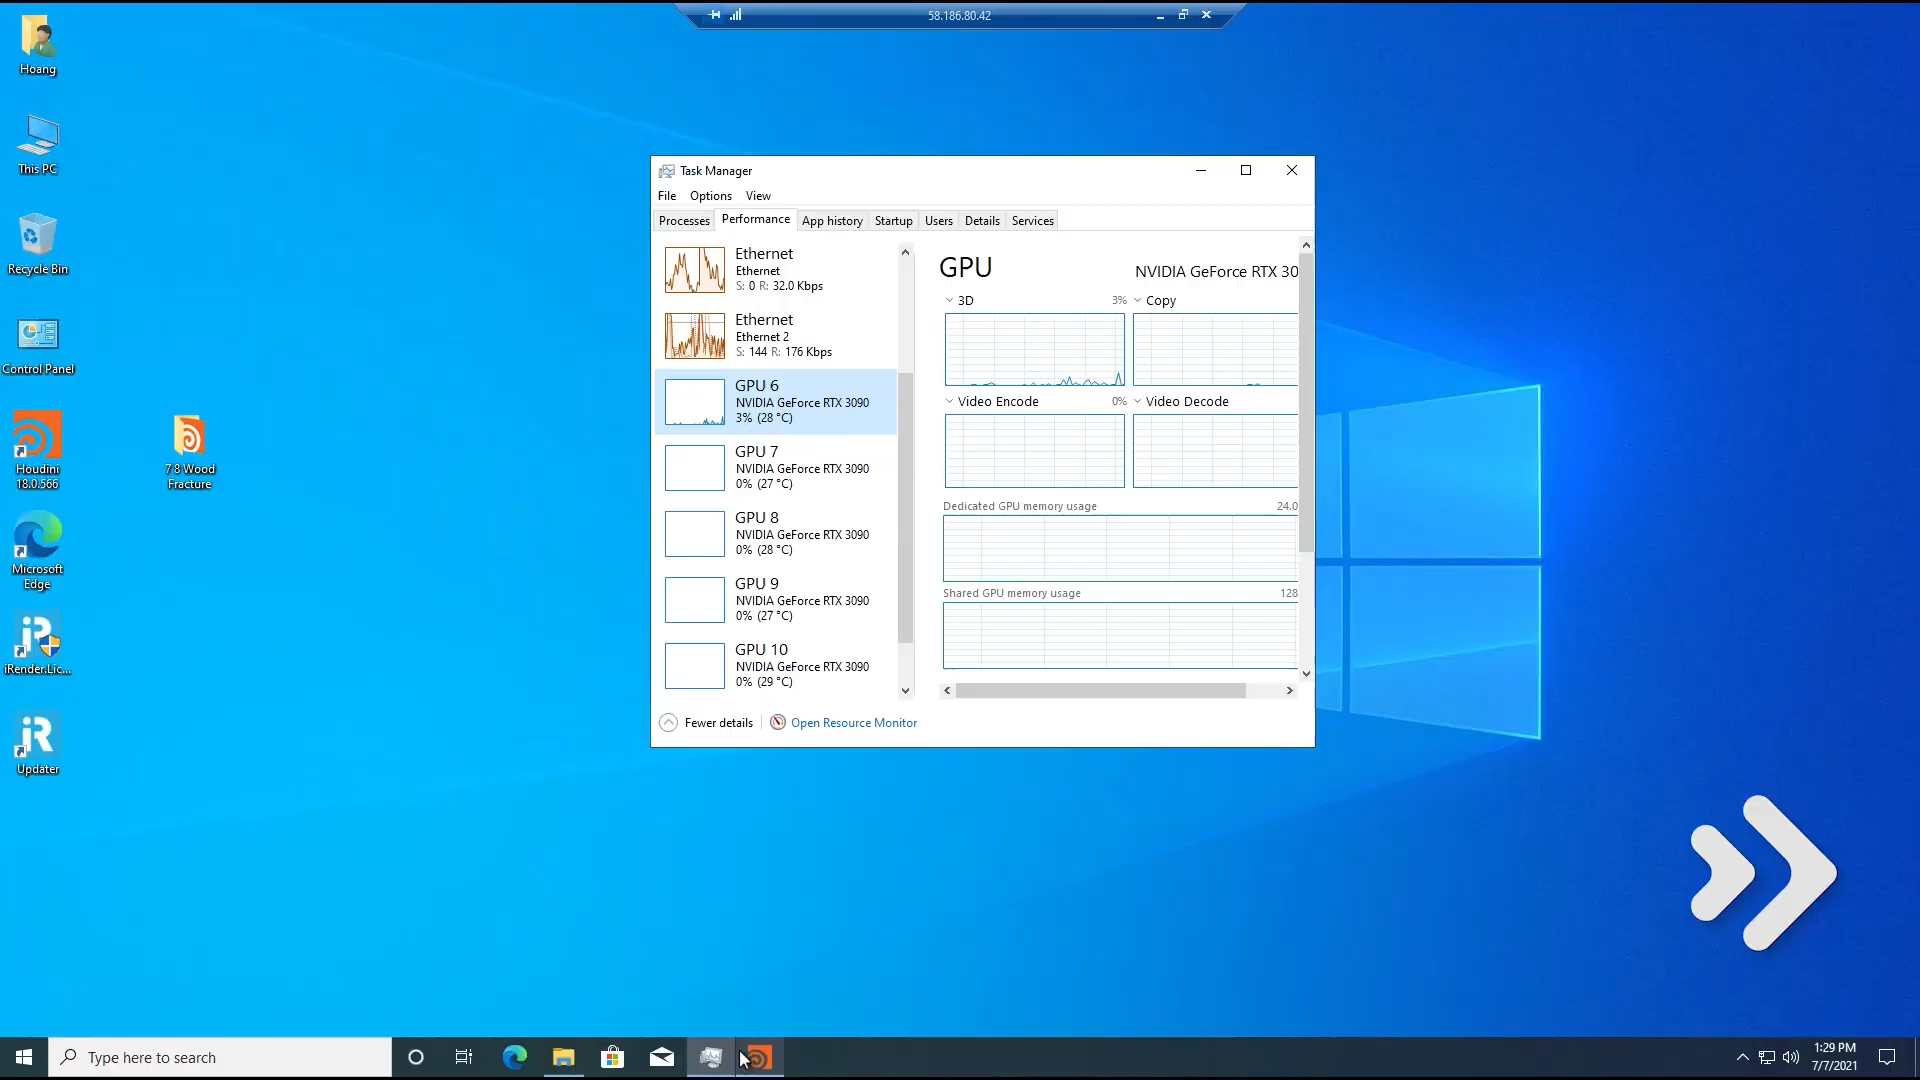 58.186.80.42
Hoang
This PC
Recycle Bin
Control Panel
Houdini
18.0.566
7 8 Wood
Fracture
Microsoft
Edge
iRender.Lic...
Updater
Task Manager
File Options View
Processes Performance App history Startup Users Details Services
Ethernet
Ethernet
S: 0 R: 32.0 Kbps
Ethernet
Ethernet 2
S: 144 R: 176 Kbps
GPU 6
NVIDIA GeForce RTX 3090
3% (28 °C)
GPU 7
NVIDIA GeForce RTX 3090
0% (27 °C)
GPU 8
NVIDIA GeForce RTX 3090
0% (28 °C)
GPU 9
NVIDIA GeForce RTX 3090
0% (27 °C)
GPU 10
NVIDIA GeForce RTX 3090
0% (29 °C)
GPU NVIDIA GeForce RTX 30
3D 3% Copy
Video Encode 0% Video Decode
Dedicated GPU memory usage 24.0
Shared GPU memory usage 128
Fewer details Open Resource Monitor
Type here to search
1:29 PM
7/7/2021